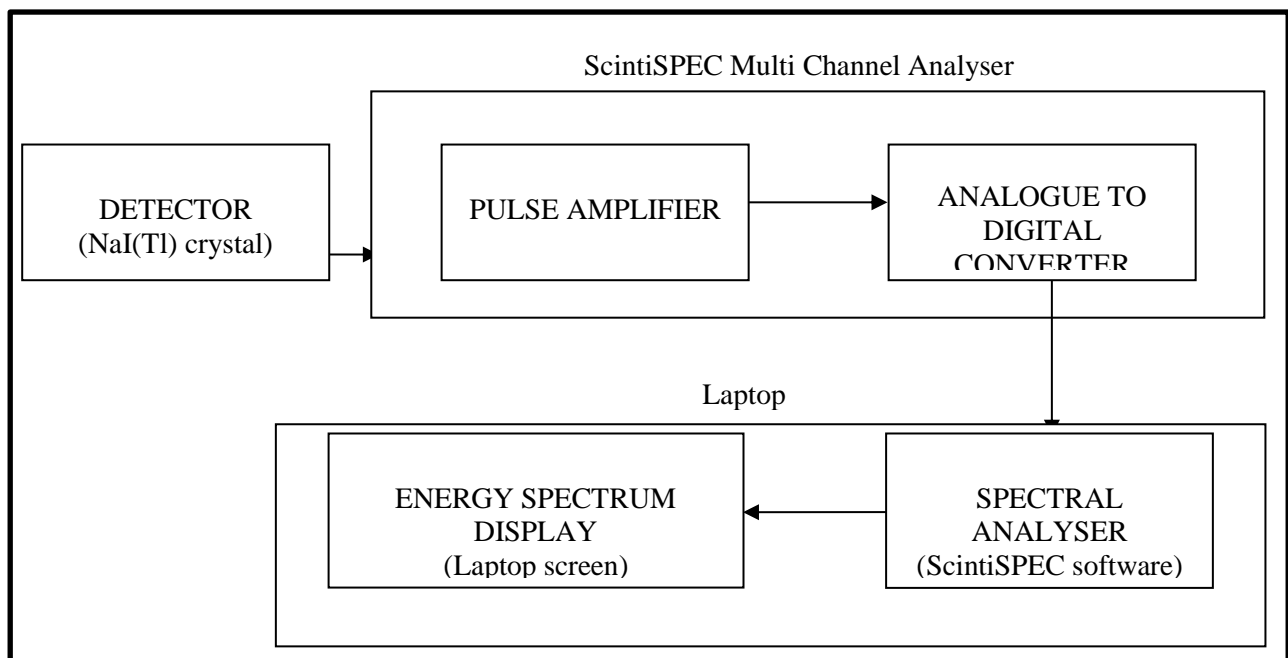 ScintiSPEC Multi Channel Analyser
DETECTOR
(NaI(Tl) crystal)
PULSE AMPLIFIER
ANALOGUE TO
DIGITAL
CONVERTER
Laptop
ENERGY SPECTRUM
DISPLAY
(Laptop screen)
SPECTRAL
ANALYSER
(ScintiSPEC software)